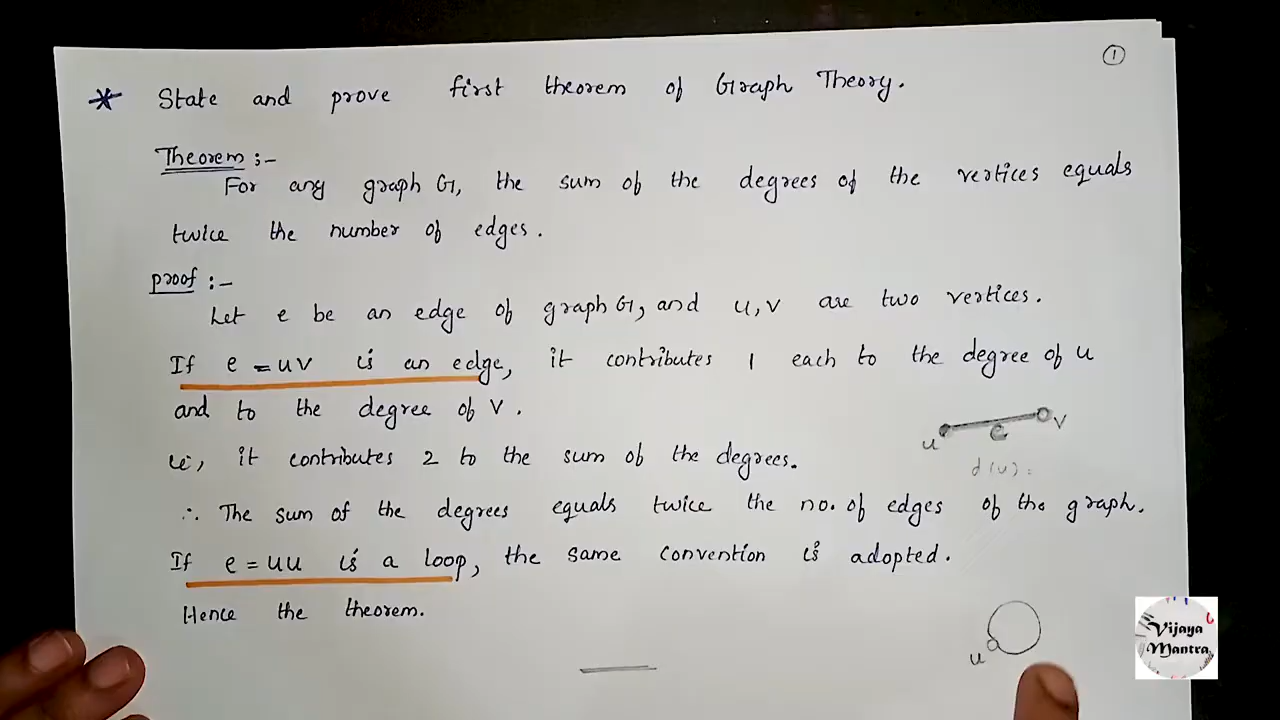 ①
* State and prove first theorem of Graph Theory.
Theorem :-
For any graph G, the sum of the degrees of the vertices equals
twice the number of edges.
proof :-
Let e be an edge of graph G, and u, v are two vertices.
If e = uv is an edge, it contributes 1 each to the degree of u
and to the degree of v.
u e v
ie, it contributes 2 to the sum of the degrees.
d(u) =
∴ The sum of the degrees equals twice the no. of edges of the graph.
If e = uu is a loop, the same convention is adopted.
Hence the theorem.
u
Vijaya
Mantra